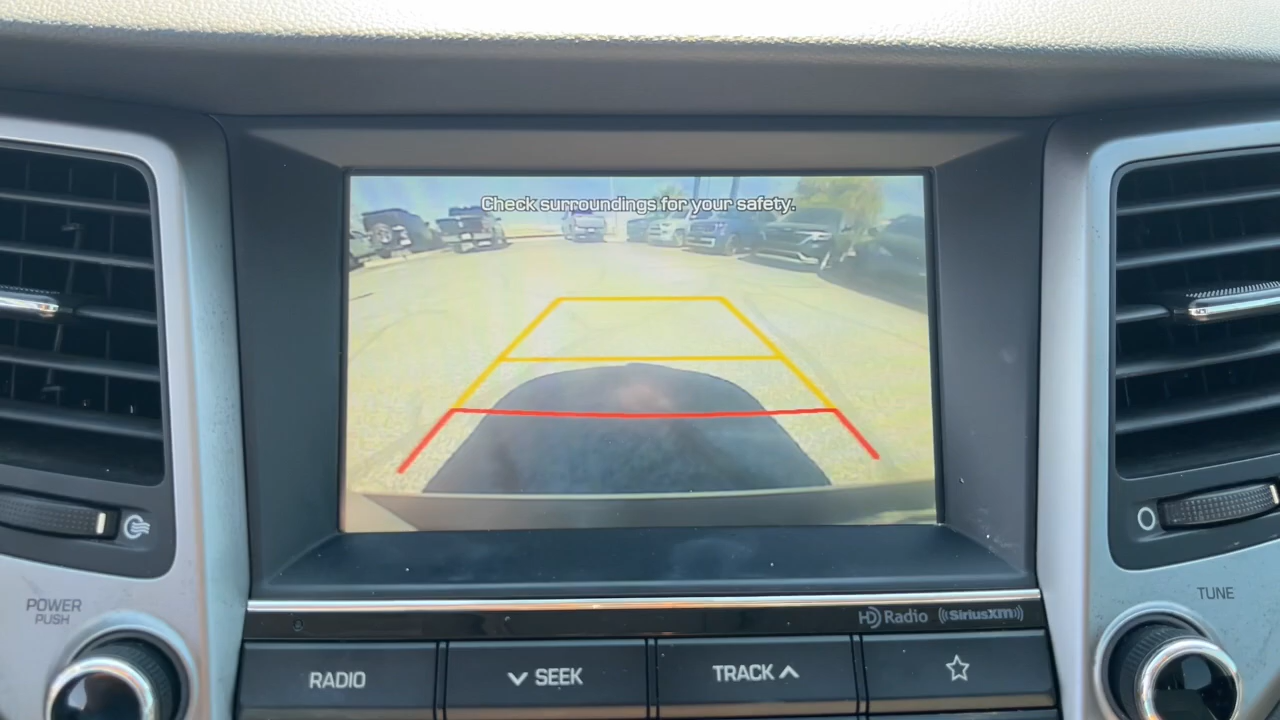 Check surroundings for your safety.
POWER
PUSH
TUNE
HD Radio
((SiriusXM))
RADIO
SEEK
TRACK